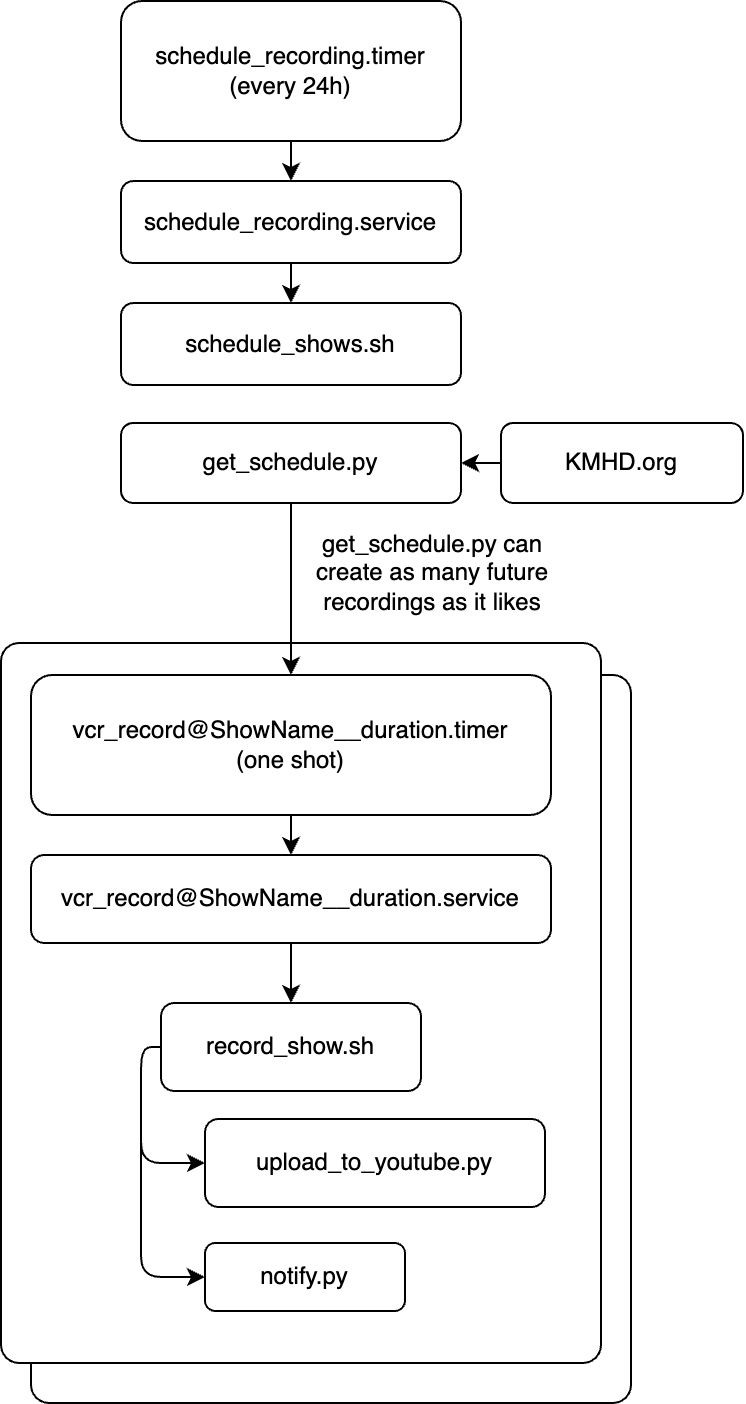 schedule_recording.timer
(every 24h)
schedule_recording.service
schedule_shows.sh
get_schedule.py
KMHD.org
get_schedule.py can
create as many future
recordings as it likes
vcr_record@ShowName__duration.timer
(one shot)
vcr_record@ShowName__duration.service
record_show.sh
upload_to_youtube.py
notify.py